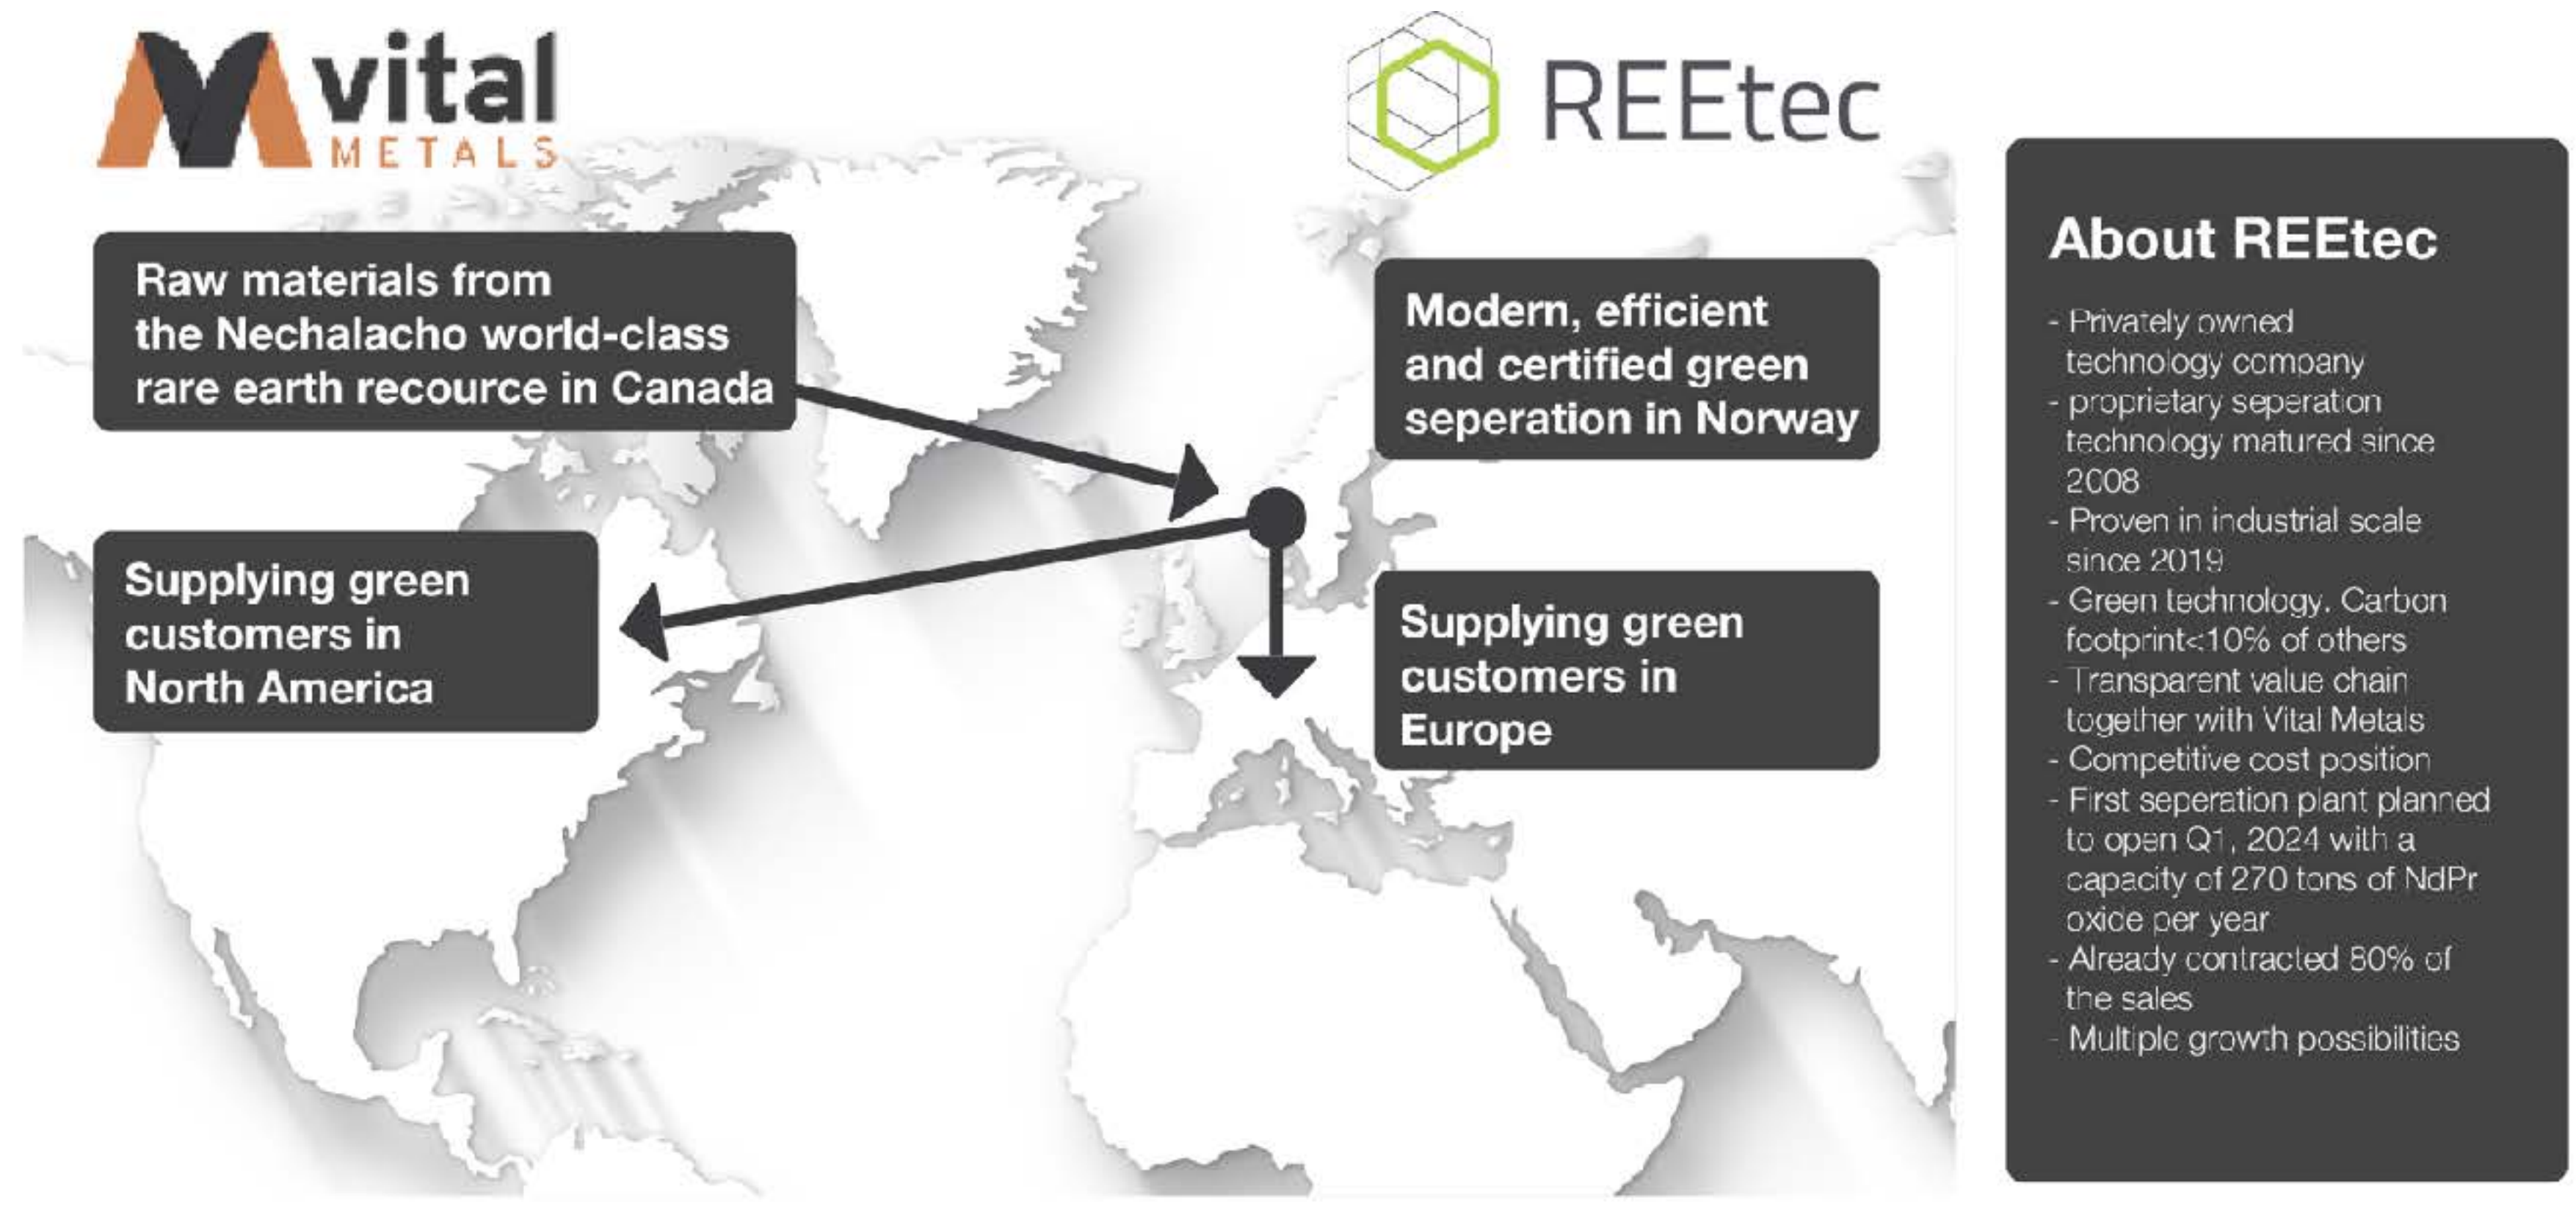 vital
METALS
REEtec
Raw materials from
the Nechalacho world-class
rare earth recource in Canada
Modern, efficient
and certified green
seperation in Norway
Supplying green
customers in
North America
Supplying green
customers in
Europe
About REEtec
- Privately owned
technology company
- proprietary seperation
technology matured since
2008
- Proven in industrial scale
since 2019
- Green technology. Carbon
footprint<10% of others
- Transparent value chain
together with Vital Metals
- Competitive cost position
- First seperation plant planned
to open Q1, 2024 with a
capacity of 270 tons of NdPr
oxide per year
- Already contracted 80% of
the sales
- Multiple growth possibilities